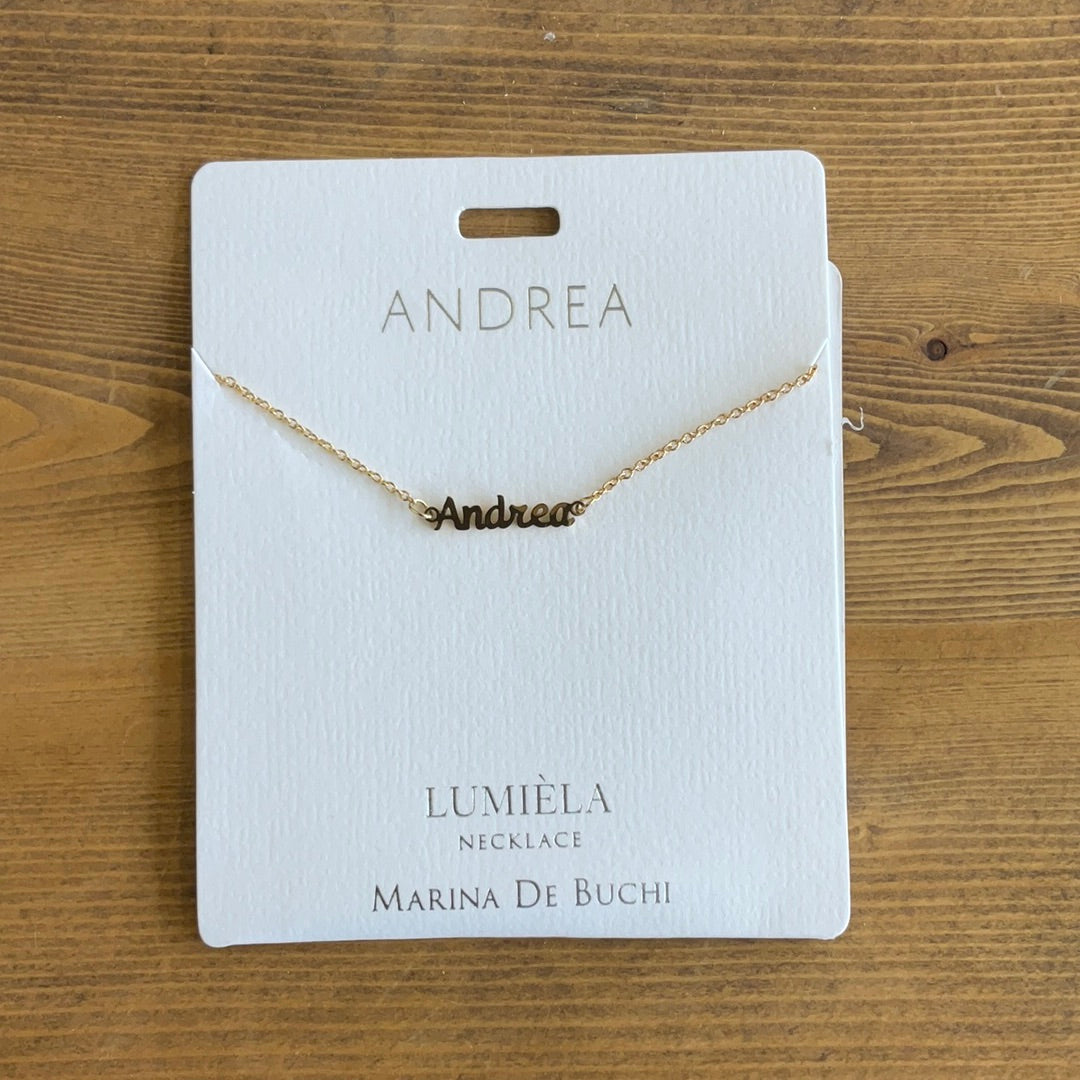 ANDREA
Andrea
LUMIÈLA
NECKLACE
MARINA DE BUCHI